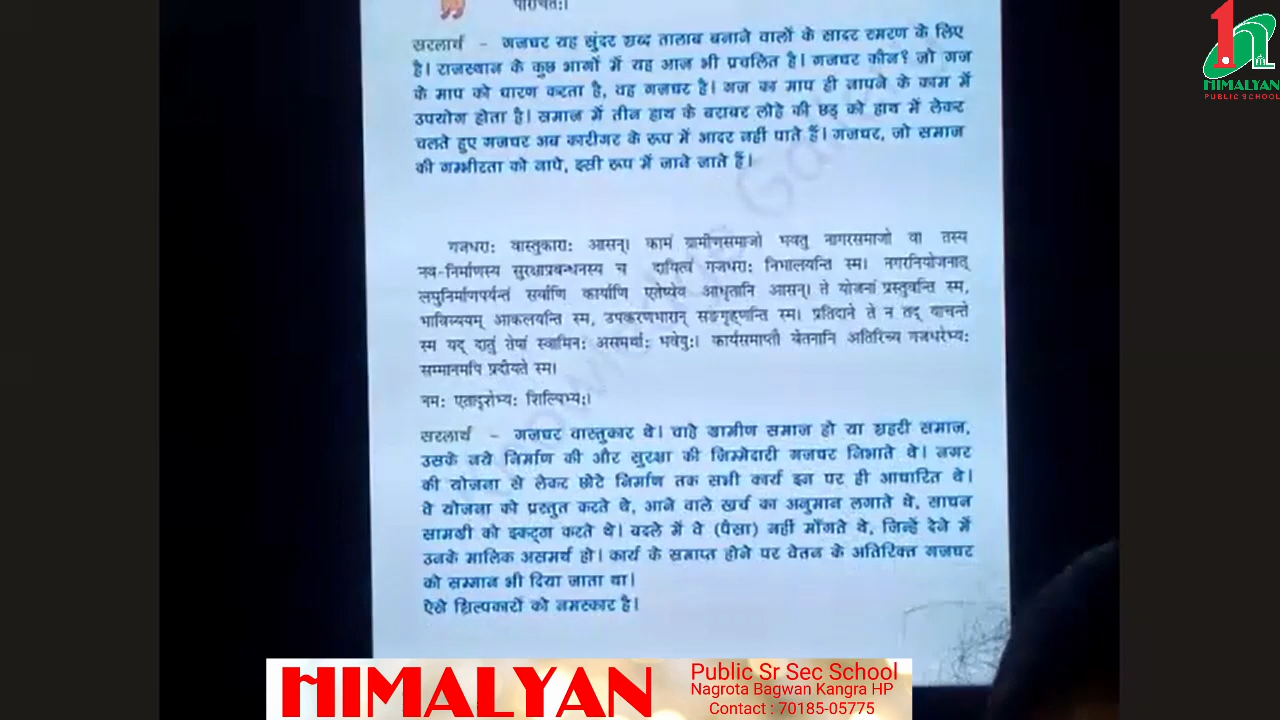 परिचितः।
सरलार्थ - गजधर यह सुंदर शब्द तालाब बनाने वालों के सादर स्मरण के लिए
है। राजस्थान के कुछ भागों में यह आज भी प्रचलित है। गजधर कौन? जो गज
के माप को धारण करता है, वह गजधर है। गज का माप ही नापने के काम में
उपयोग होता है। समाज में तीन हाथ के बराबर लोहे की छड़ को हाथ में लेकर
चलते हुए गजधर अब कारीगर के रूप में आदर नहीं पाते हैं। गजधर, जो समाज
की गम्भीरता को नापे, इसी रूप में जाने जाते हैं।
गजधराः वास्तुकाराः आसन्। कामं ग्रामीणसमाजो भवतु नागरसमाजो वा तस्य
नव-निर्माणस्य सुरक्षाप्रबन्धनस्य च दायित्वं गजधराः निभालयन्ति स्म। नगरनियोजनात्
लघुनिर्माणपर्यन्तं सर्वाणि कार्याणि एतेष्वेव आधृतानि आसन्। ते योजनां प्रस्तुवन्ति स्म,
भाविव्ययम् आकलयन्ति स्म, उपकरणभारान् सङ्गृह्णन्ति स्म। प्रतिदाने ते न तद् याचन्ते
स्म यद् दातुं तेषां स्वामिनः असमर्थाः भवेयुः। कार्यसमाप्तौ वेतनानि अतिरिच्य गजधरेभ्यः
सम्मानमपि प्रदीयते स्म।
नमः एतादृशेभ्यः शिल्पिभ्यः।
सरलार्थ - गजधर वास्तुकार थे। चाहे ग्रामीण समाज हो या शहरी समाज,
उसके नये निर्माण की और सुरक्षा की जिम्मेदारी गजधर निभाते थे। नगर
की योजना से लेकर छोटे निर्माण तक सभी कार्य इन पर ही आधारित थे।
वे योजना को प्रस्तुत करते थे, आने वाले खर्च का अनुमान लगाते थे, साधन
सामग्री को इकट्ठा करते थे। बदले में वे (पैसा) नहीं माँगते थे, जिन्हें देने में
उनके मालिक असमर्थ हो। कार्य के समाप्त होने पर वेतन के अतिरिक्त गजधर
को सम्मान भी दिया जाता था।
ऐसे शिल्पकारों को नमस्कार है।
HIMALYAN
PUBLIC SCHOOL
HIMALYAN
Public Sr Sec School
Nagrota Bagwan Kangra HP
Contact : 70185-05775